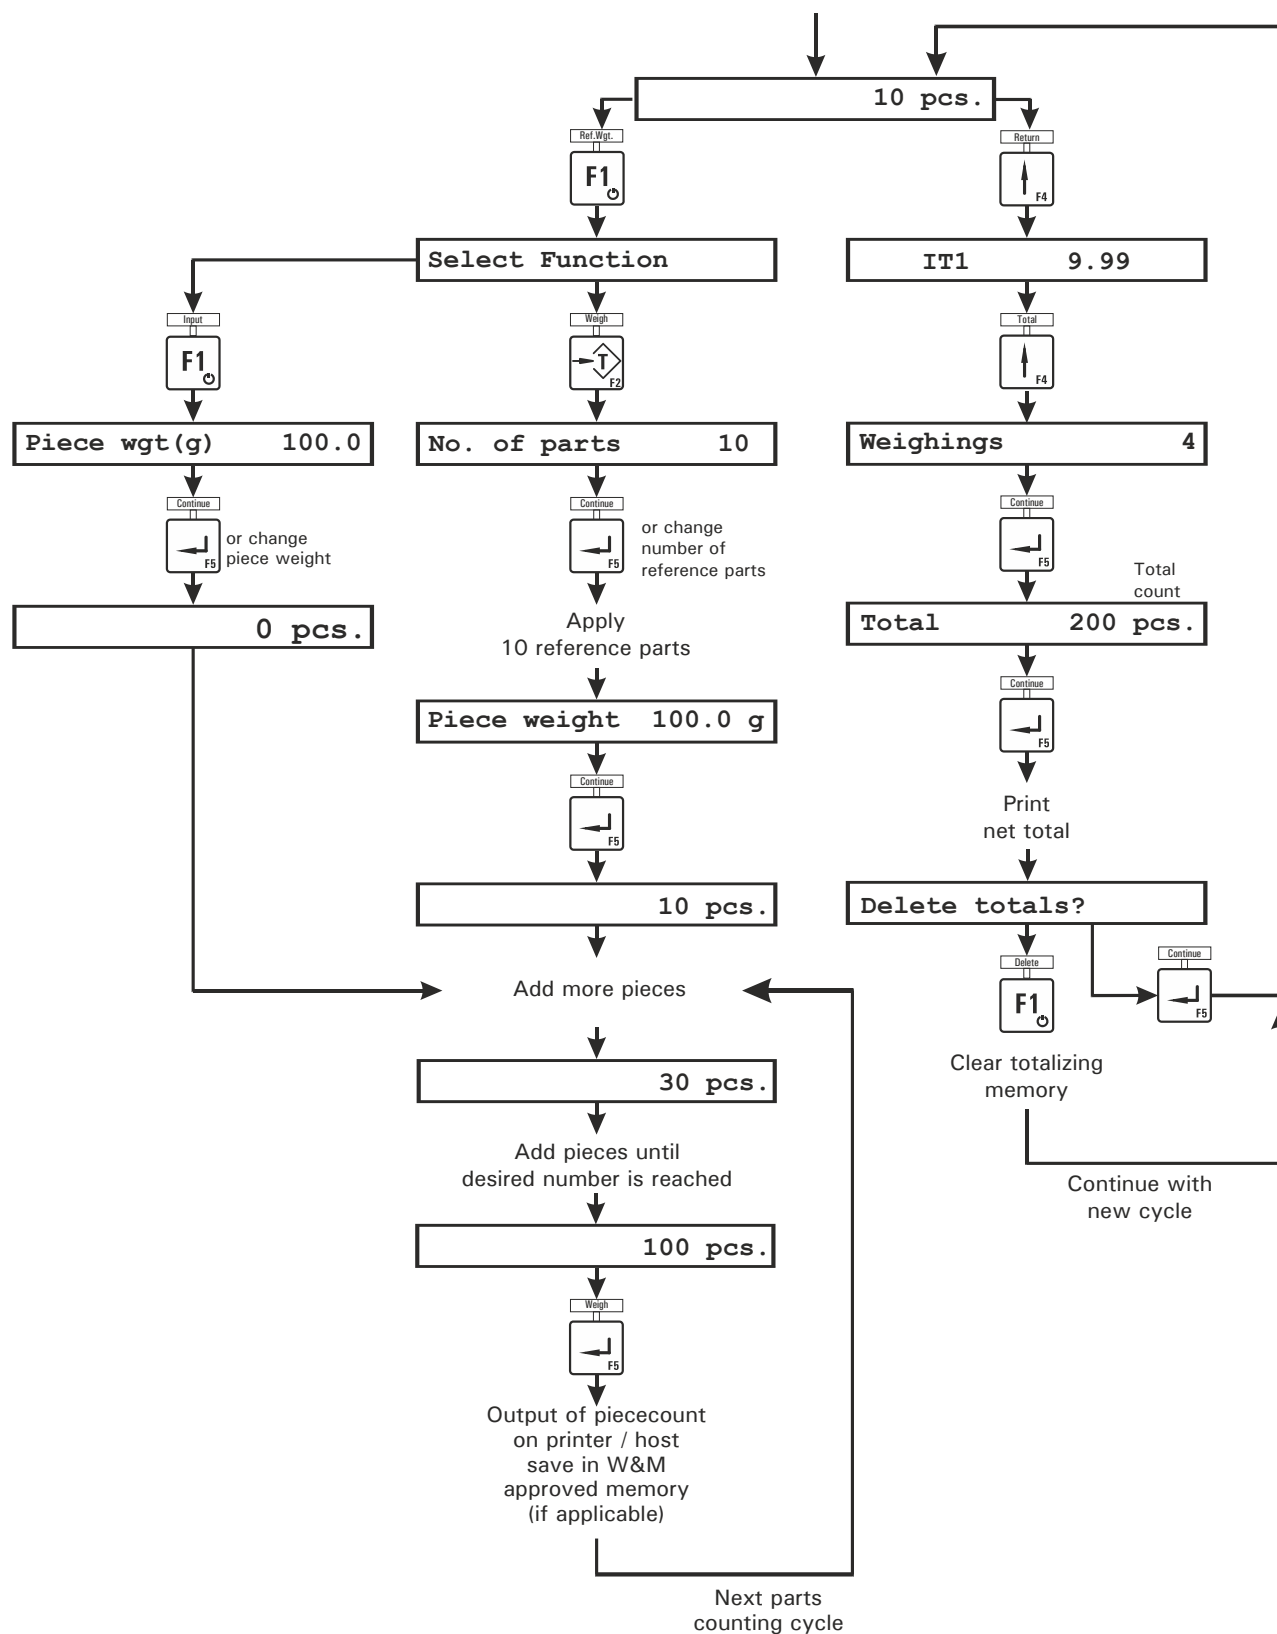 10 pcs.
Ref.Wgt.
F1
Return
F4
Select Function
IT1 9.99
Input
F1
Weigh
T
F2
Total
F4
Piece wgt(g) 100.0
No. of parts 10
Weighings 4
Continue
F5
or change
piece weight
Continue
F5
or change
number of
reference parts
Continue
F5
0 pcs.
Apply
10 reference parts
Total
count
Total 200 pcs.
Continue
F5
Piece weight 100.0 g
Continue
F5
Print
net total
10 pcs.
Delete totals?
Delete
F1
Continue
F5
Add more pieces
Clear totalizing
memory
30 pcs.
Add pieces until
desired number is reached
Continue with
new cycle
100 pcs.
Weigh
F5
Output of piececount
on printer / host
save in W&M
approved memory
(if applicable)
Next parts
counting cycle